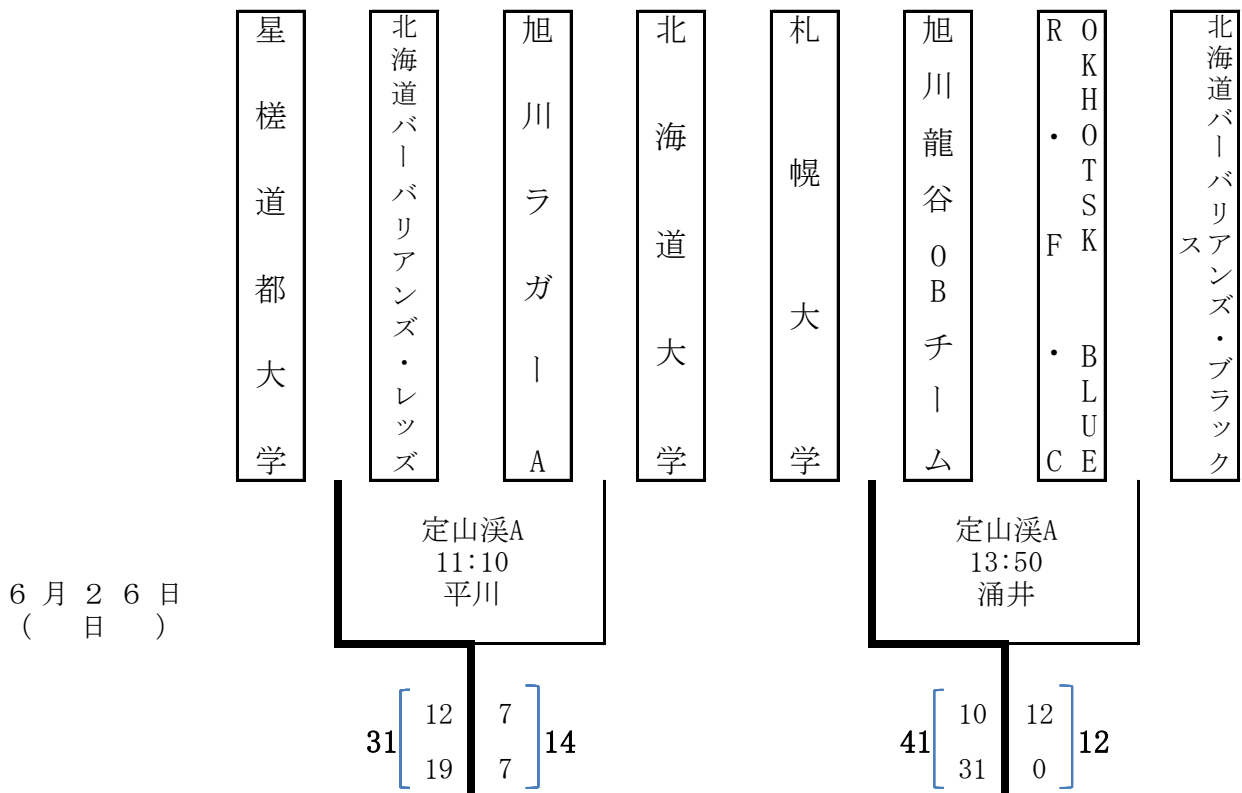 星槎道都大学
北海道バーバリアンズ・レッズ
旭川ラガーA
北海道大学
札幌大学
旭川龍谷OBチーム
OKHOTSK BLUE
R・F・C
北海道バーバリアンズ・ブラック
ス
定山渓A
11:10
平川
定山渓A
13:50
涌井
6月26日
(日)
12 7
31 14
19 7
10 12
41 12
31 0